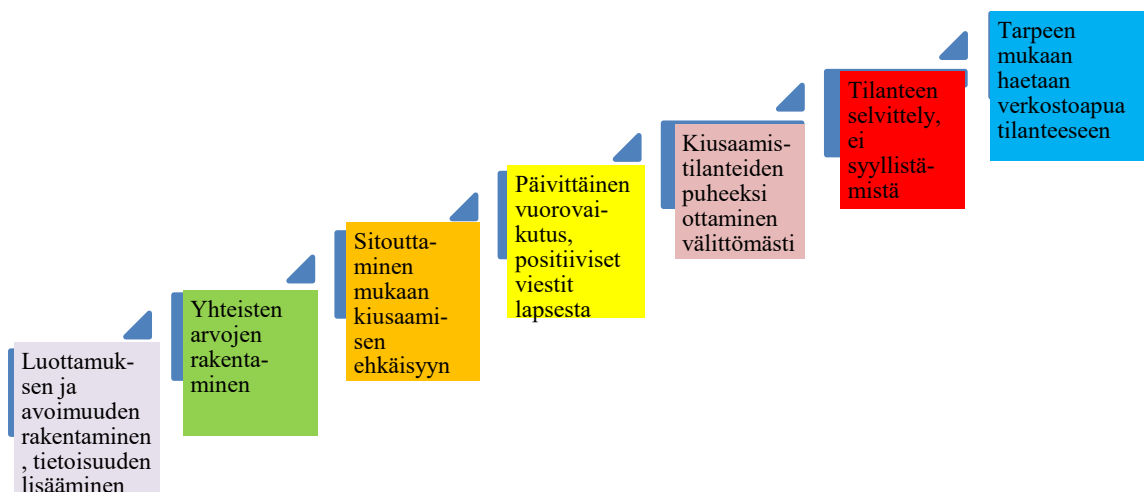 Luottamuk-
sen ja
avoimuuden
rakentaminen
, tietoisuuden
lisääminen
Yhteisten
arvojen
rakenta-
minen
Sitoutta-
minen
mukaan
kiusaami-
sen
ehkäisyyn
Päivittäinen
vuorovai-
kutus,
positiiviset
viestit
lapsesta
Kiusaamis-
tilanteiden
puheeksi
ottaminen
välittömästi
Tilanteen
selvittely,
ei
syyllistä-
mistä
Tarpeen
mukaan
haetaan
verkostoapua
tilanteeseen